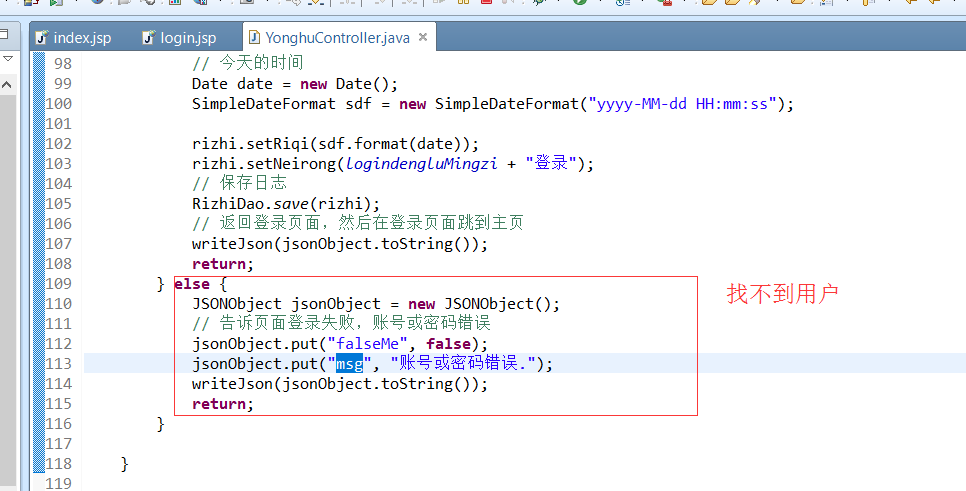 index.jsp login.jsp YonghuController.java
98 // 今天的时间
99 Date date = new Date();
100 SimpleDateFormat sdf = new SimpleDateFormat("yyyy-MM-dd HH:mm:ss");
101
102 rizhi.setRiqi(sdf.format(date));
103 rizhi.setNeirong(logindengluMingzi + "登录");
104 // 保存日志
105 RizhiDao.save(rizhi);
106 // 返回登录页面，然后在登录页面跳到主页
107 writeJson(jsonObject.toString());
108 return;
109 } else {
110 JSONObject jsonObject = new JSONObject();
111 // 告诉页面登录失败，账号或密码错误
112 jsonObject.put("falseMe", false);
113 jsonObject.put("msg", "账号或密码错误.");
114 writeJson(jsonObject.toString());
115 return;
116 }
117
118 }
119
找不到用户